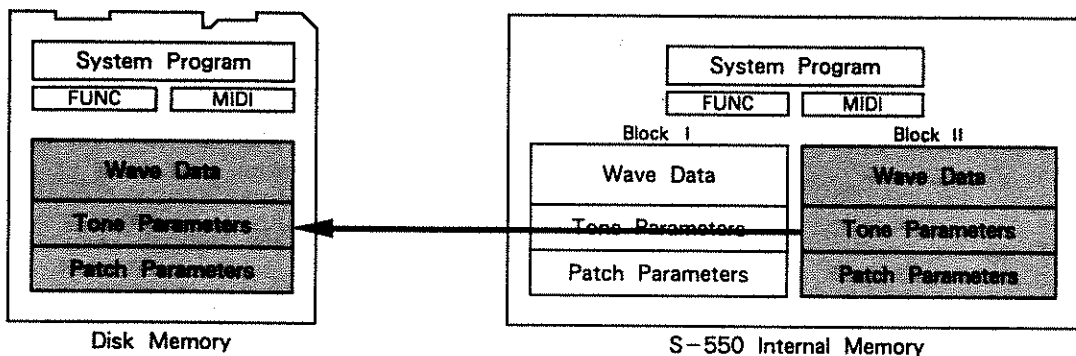 System Program
FUNC MIDI
Wave Data
Tone Parameters
Patch Parameters
Disk Memory
System Program
FUNC MIDI
Block I
Wave Data
Tone Parameters
Patch Parameters
Block II
Wave Data
Tone Parameters
Patch Parameters
S-550 Internal Memory